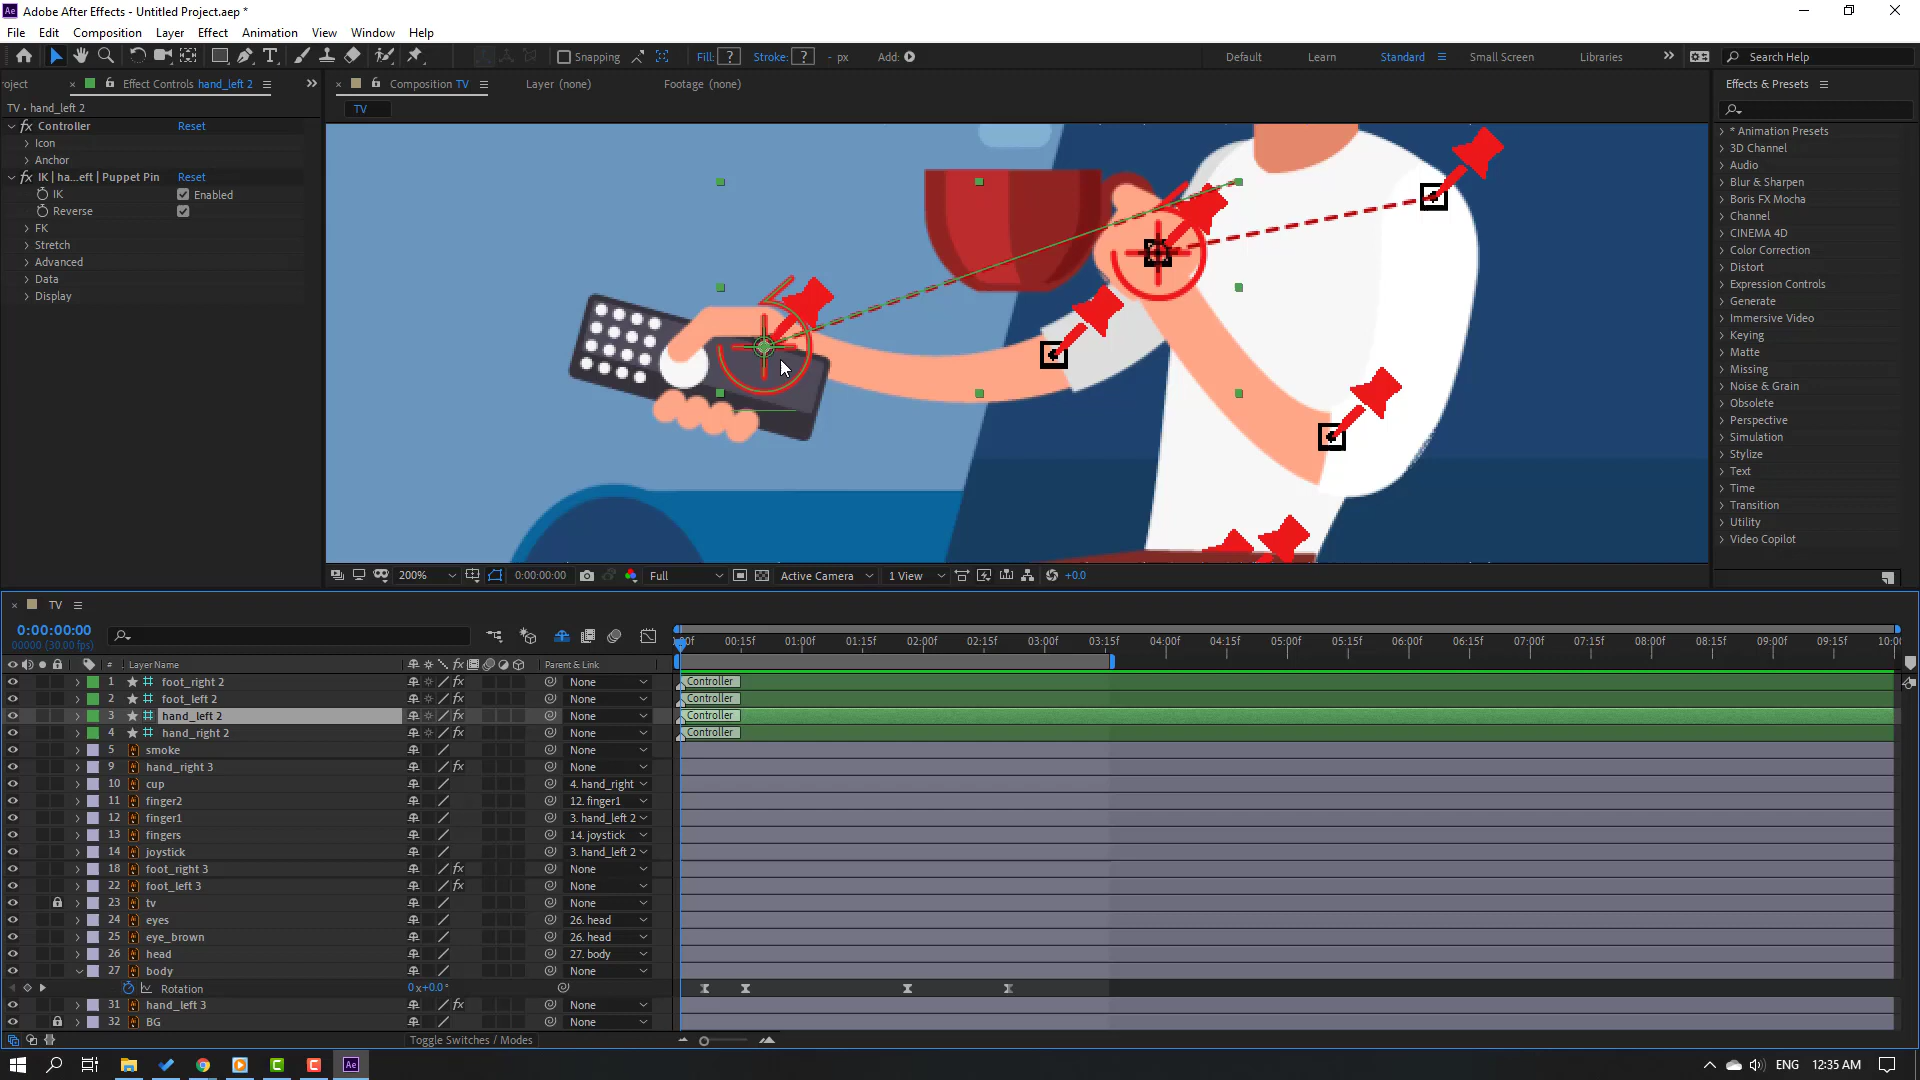 Adobe After Effects - Untitled Project.aep *
File Edit Composition Layer Effect Animation View Window Help
Snapping Fill: ? Stroke: ? - px Add: Default Learn Standard Small Screen Libraries Search Help
roject Effect Controls hand_left 2 Composition TV Layer (none) Footage (none) Effects & Presets
TV • hand_left 2
TV
fx Controller Reset
Icon
Anchor
fx IK | ha...eft | Puppet Pin Reset
IK Enabled
Reverse
FK
Stretch
Advanced
Data
Display
* Animation Presets
3D Channel
Audio
Blur & Sharpen
Boris FX Mocha
Channel
CINEMA 4D
Color Correction
Distort
Expression Controls
Generate
Immersive Video
Keying
Matte
Missing
Noise & Grain
Obsolete
Perspective
Simulation
Stylize
Text
Time
Transition
Utility
Video Copilot
200% 0:00:00:00 Full Active Camera 1 View +0.0
TV
0:00:00:00
00000 (30.00 fps)
:00f 00:15f 01:00f 01:15f 02:00f 02:15f 03:00f 03:15f 04:00f 04:15f 05:00f 05:15f 06:00f 06:15f 07:00f 07:15f 08:00f 08:15f 09:00f 09:15f 10:00
# Layer Name fx Parent & Link
1 foot_right 2 fx None Controller
2 foot_left 2 fx None Controller
3 hand_left 2 fx None Controller
4 hand_right 2 fx None Controller
5 smoke None
9 hand_right 3 fx None
10 cup 4. hand_right
11 finger2 12. finger1
12 finger1 3. hand_left 2
13 fingers 14. joystick
14 joystick 3. hand_left 2
18 foot_right 3 fx None
22 foot_left 3 fx None
23 tv None
24 eyes 26. head
25 eye_brown 26. head
26 head 27. body
27 body None
Rotation 0x+0.0°
31 hand_left 3 fx None
32 BG None
Toggle Switches / Modes
Ae ENG 12:35 AM